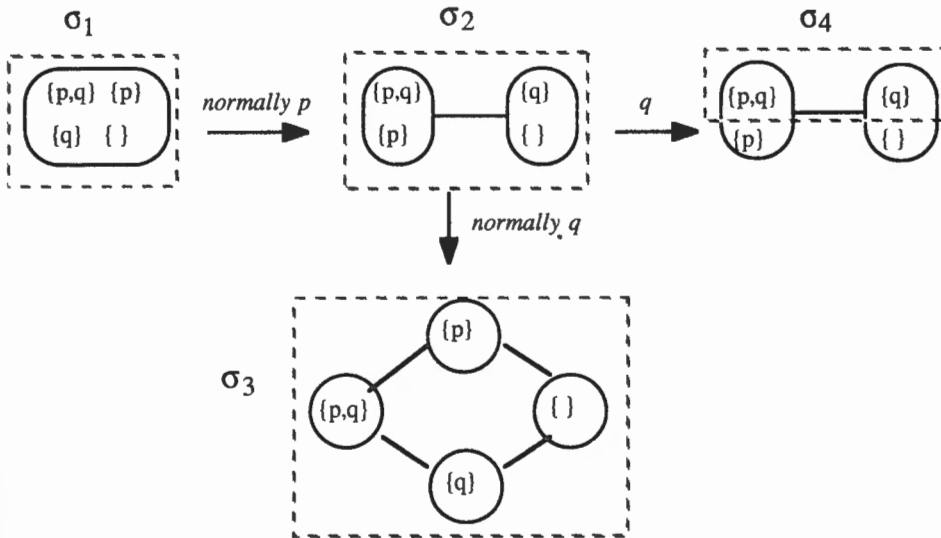 σ1 σ2 σ4
{p,q} {p} normally p {p,q} {q} q {p,q} {q}
{q} { } {p} { } {p} { }
normally q
{p}
σ3
{p,q} { }
{q}